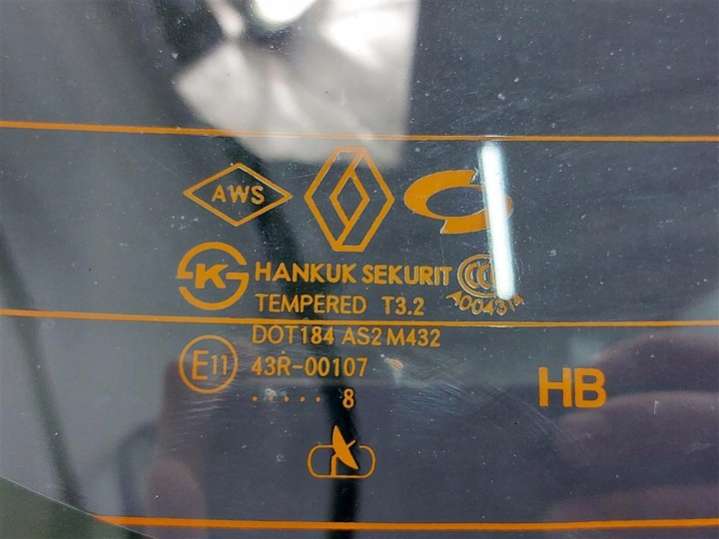 AWS
K
HANKUK SEKURIT
TEMPERED T3.2
DOT184 AS2 M432
E11
43R-00107
..... 8
HB